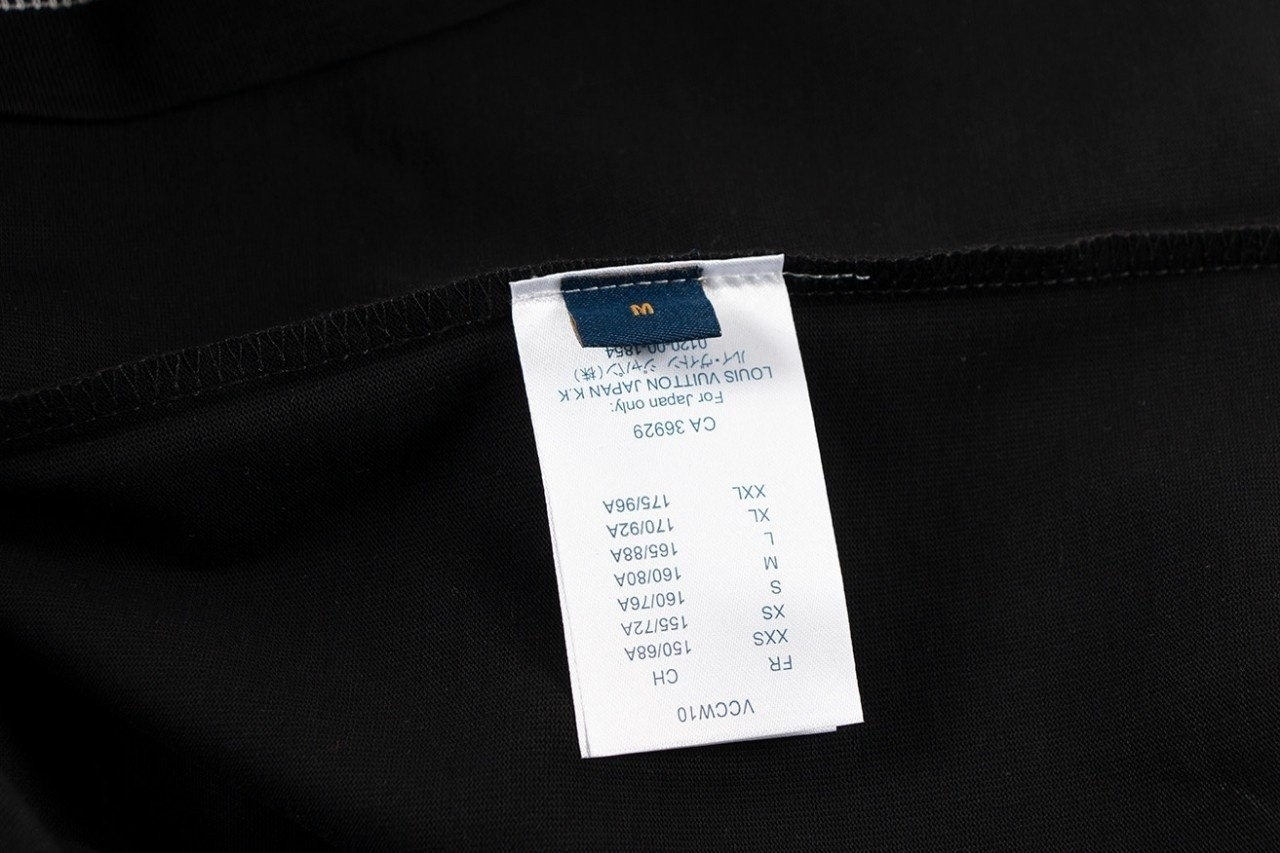 VCCW10
FR CH
XXS 150/68A
XS 155/72A
S 160/76A
M 160/80A
L 165/88A
XL 170/92A
XXL 175/96A
CA 36929
For Japan only:
LOUIS VUITTON JAPAN K.K
ルイ・ヴィトン ジャパン(株)
0120-00-1854
M